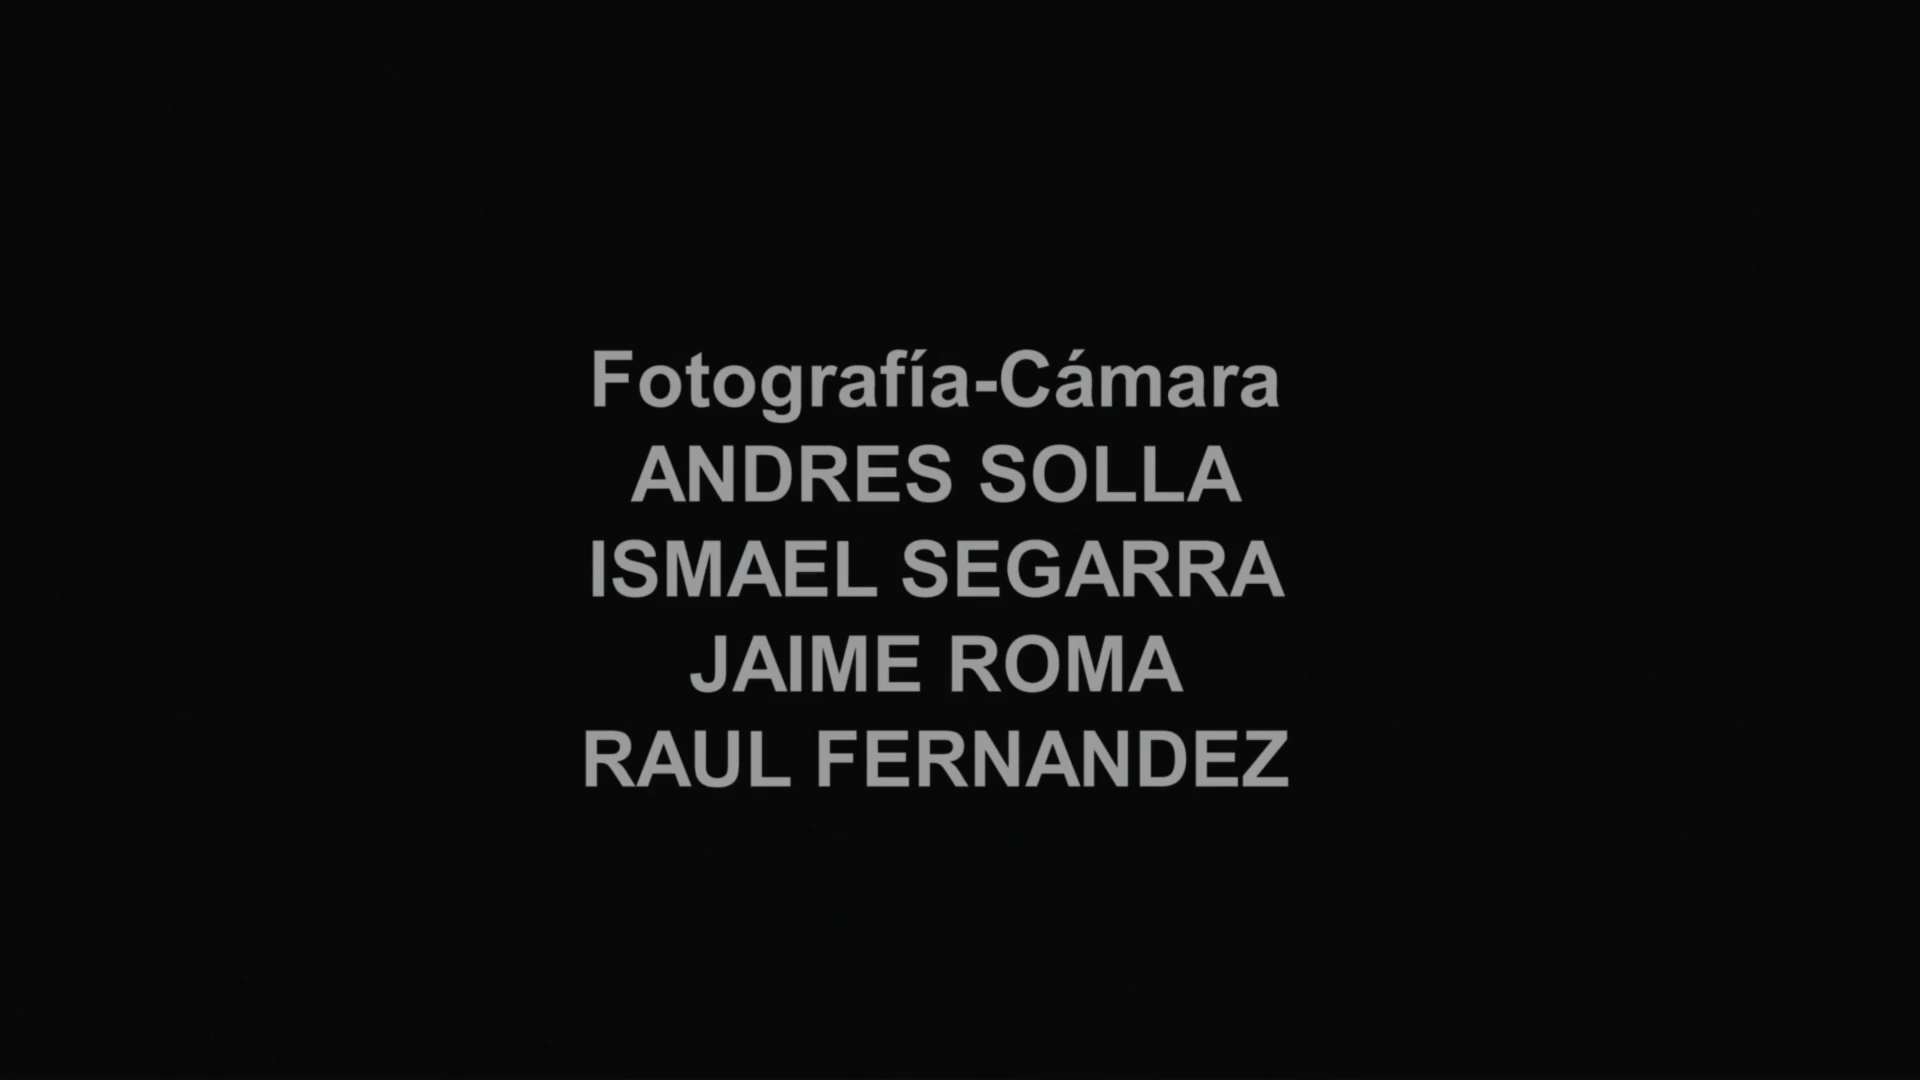 Fotografía-Cámara
ANDRES SOLLA
ISMAEL SEGARRA
JAIME ROMA
RAUL FERNANDEZ